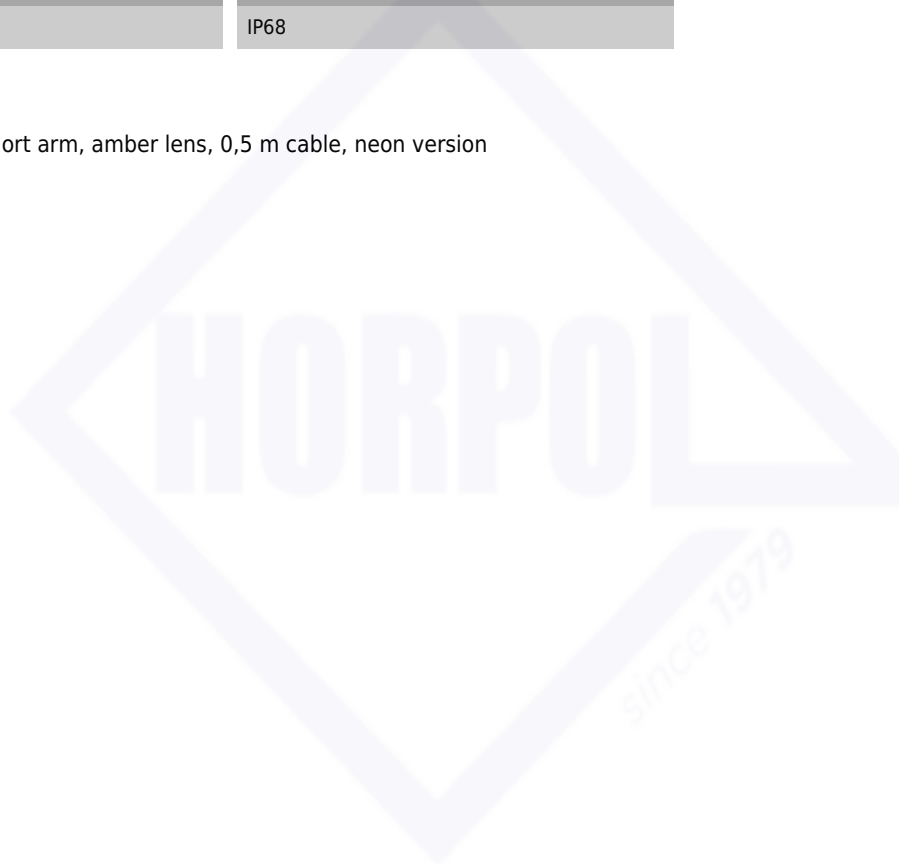 IP68
ort arm, amber lens, 0,5 m cable, neon version
HORPOL
since 1979